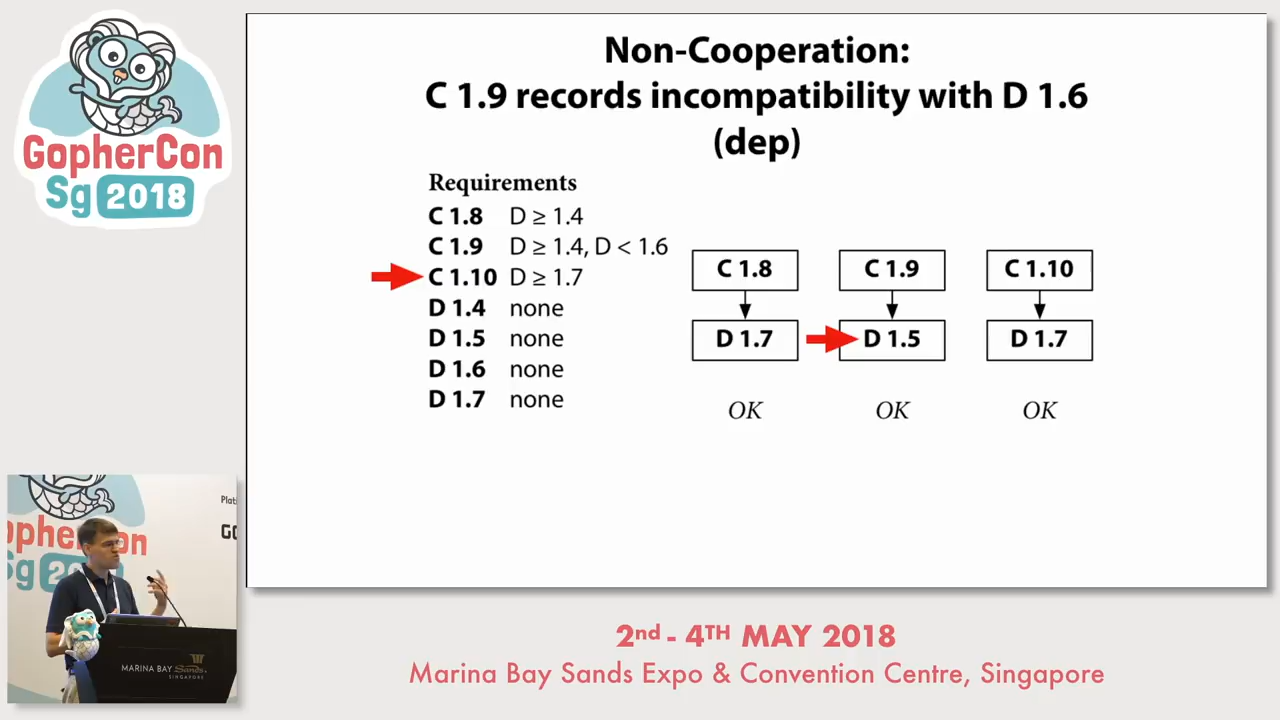 GopherCon
Sg 2018
Non-Cooperation:
C 1.9 records incompatibility with D 1.6
(dep)
Requirements
C 1.8 D ≥ 1.4
C 1.9 D ≥ 1.4, D < 1.6
C 1.10 D ≥ 1.7
D 1.4 none
D 1.5 none
D 1.6 none
D 1.7 none
C 1.8 C 1.9 C 1.10
D 1.7 D 1.5 D 1.7
OK OK OK
MARINA BAY Sands
SINGAPORE
2nd - 4TH MAY 2018
Marina Bay Sands Expo & Convention Centre, Singapore